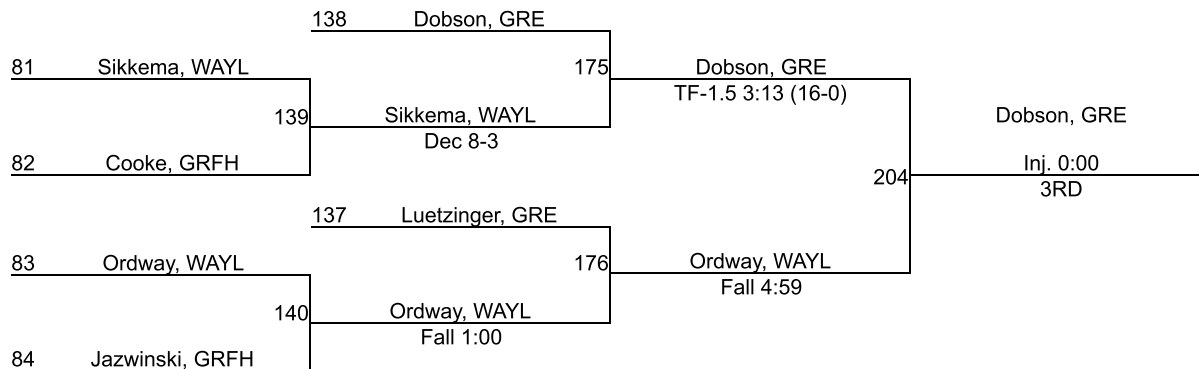 138 Dobson, GRE
81 Sikkema, WAYL
175 Dobson, GRE
TF-1.5 3:13 (16-0)
139 Sikkema, WAYL
Dec 8-3
Dobson, GRE
82 Cooke, GRFH
Inj. 0:00
204
3RD
137 Luetzinger, GRE
83 Ordway, WAYL
176 Ordway, WAYL
Fall 4:59
140 Ordway, WAYL
Fall 1:00
84 Jazwinski, GRFH